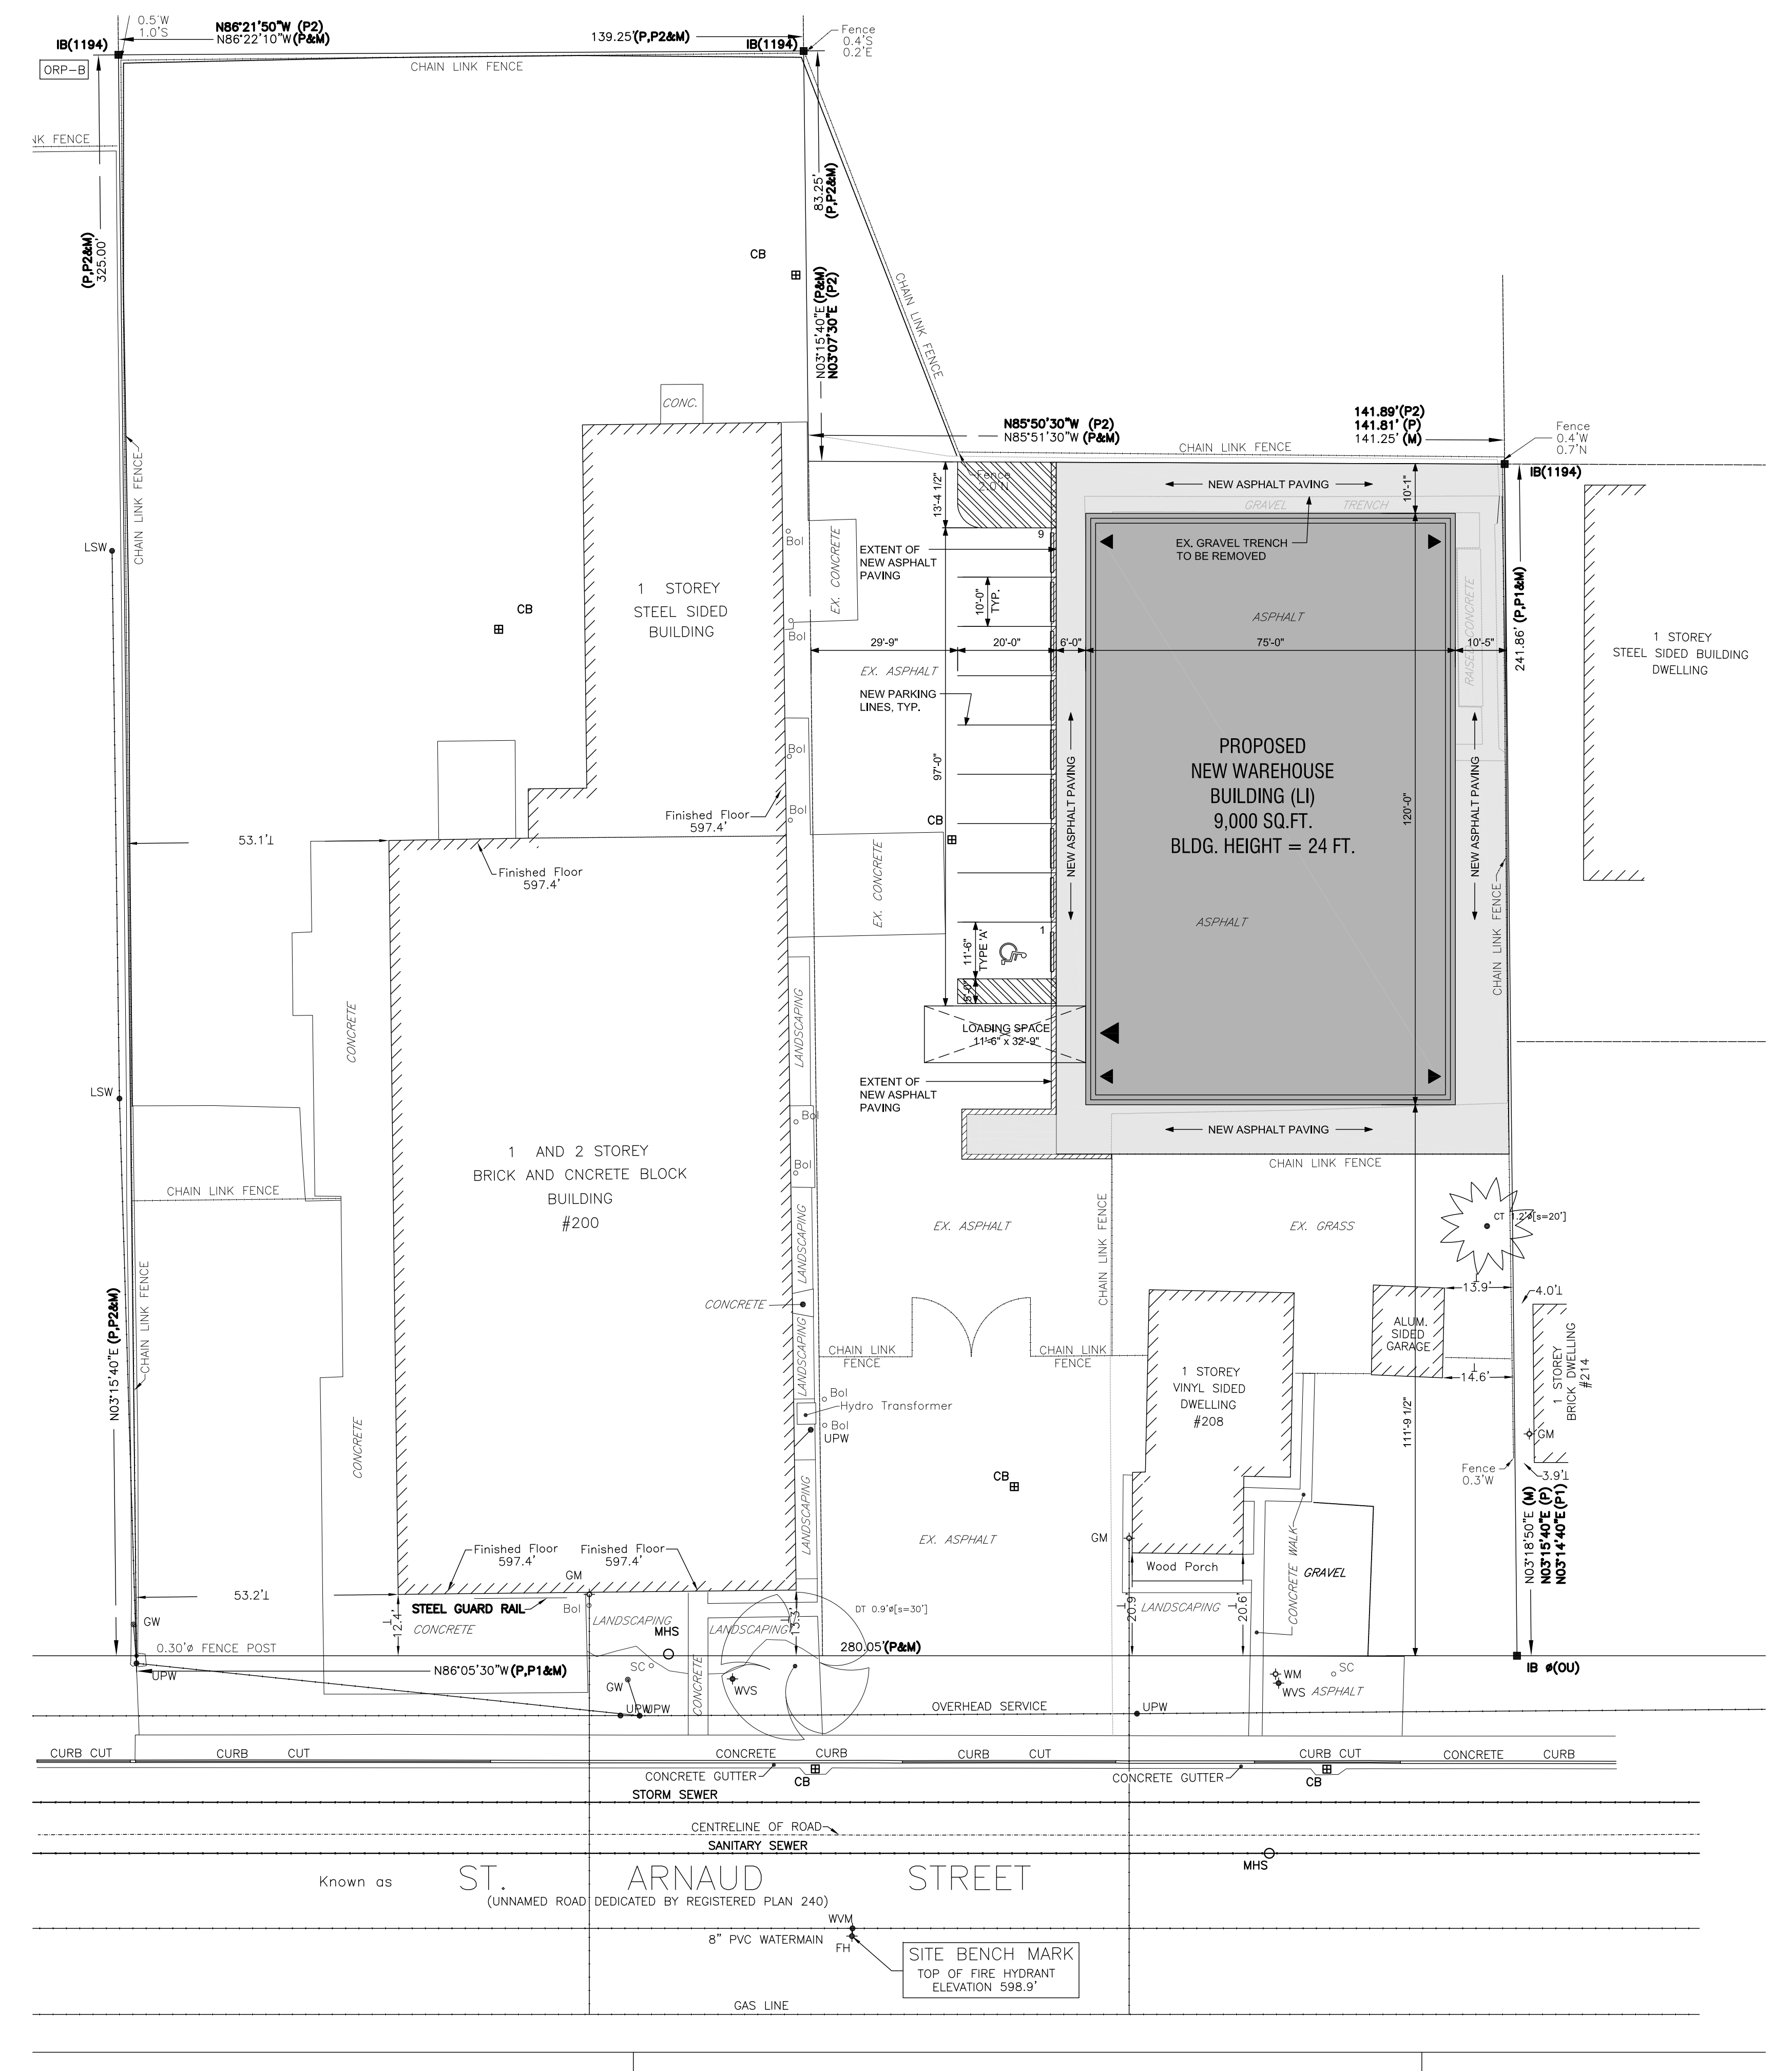 0.5'W
1.0'S
N86°21'50"W (P2)
N86°22'10"W (P&M)
139.25'(P,P2&M)
IB(1194)
IB(1194)
Fence
0.4'S
0.2'E
ORP-B
CHAIN LINK FENCE
NK FENCE
(P,P2&M)
325.00'
83.25'
(P,P2&M)
CB
N03°15'40"E (P&M)
N03°07'30"E (P2)
CHAIN LINK FENCE
CHAIN LINK FENCE
CONC.
N85°50'30"W (P2)
N85°51'30"W (P&M)
141.89'(P2)
141.81' (P)
141.25' (M)
CHAIN LINK FENCE
Fence
0.4'W
0.7'N
IB(1194)
Fence
2.0'N
13'-4 1/2"
NEW ASPHALT PAVING
10'-1"
GRAVEL TRENCH
EX. GRAVEL TRENCH
TO BE REMOVED
LSW
Bol
EX. CONCRETE
EXTENT OF
NEW ASPHALT
PAVING
9
10'-0"
TYP.
1 STOREY
STEEL SIDED
BUILDING
CB
Bol
29'-9"
20'-0"
6'-0"
75'-0"
10'-5"
ASPHALT
RAISED CONCRETE
241.86' (P,P1&M)
1 STOREY
STEEL SIDED BUILDING
DWELLING
EX. ASPHALT
NEW PARKING
LINES, TYP.
Bol
97'-0"
NEW ASPHALT PAVING
PROPOSED
NEW WAREHOUSE
BUILDING (LI)
9,000 SQ.FT.
BLDG. HEIGHT = 24 FT.
120'-0"
NEW ASPHALT PAVING
Finished Floor
597.4'
Bol
CB
53.1'⊥
Finished Floor
597.4'
EX. CONCRETE
CHAIN LINK FENCE
ASPHALT
1
11'-6"
TYPE 'A'
5'-0"
CONCRETE
LANDSCAPING
LOADING SPACE
11'-6" x 32'-9"
LSW
EXTENT OF
NEW ASPHALT
PAVING
Bol
NEW ASPHALT PAVING
1 AND 2 STOREY
BRICK AND CNCRETE BLOCK
BUILDING
#200
Bol
CHAIN LINK FENCE
CHAIN LINK FENCE
LANDSCAPING
EX. ASPHALT
CHAIN LINK FENCE
EX. GRASS
CT 1.2'ø[s=20']
CHAIN LINK FENCE
N03°15'40"E (P,P2&M)
CONCRETE
13.9'
4.0'⊥
ALUM.
SIDED
GARAGE
LANDSCAPING
CHAIN LINK
FENCE
CHAIN LINK
FENCE
1 STOREY
VINYL SIDED
DWELLING
#208
14.6'
1 STOREY
BRICK DWELLING
#214
Bol
Hydro Transformer
Bol
UPW
111'-9 1/2"
GM
CONCRETE
LANDSCAPING
CB
Fence
0.3'W
3.9'⊥
EX. ASPHALT
GM
N03°18'50"E (M)
N03°15'40"E (P)
N03°14'40"E (P1)
Finished Floor
597.4'
Finished Floor
597.4'
GM
Wood Porch
CONCRETE WALK
GRAVEL
53.2'⊥
STEEL GUARD RAIL
Bol
12.4'
13.3'
DT 0.9'ø[s=30']
20.9'
LANDSCAPING
20.6'
GW
CONCRETE
LANDSCAPING
MHS
LANDSCAPING
0.30'ø FENCE POST
280.05'(P&M)
UPW
N86°05'30"W (P,P1&M)
SC
WM
SC
IB ø(OU)
GW
CONCRETE
WVS
WVS
ASPHALT
UPW
UPW
OVERHEAD SERVICE
UPW
CURB CUT
CURB CUT
CONCRETE CURB
CURB CUT
CURB CUT
CONCRETE CURB
CONCRETE GUTTER
CB
CONCRETE GUTTER
CB
STORM SEWER
CENTRELINE OF ROAD
SANITARY SEWER
MHS
Known as ST. ARNAUD STREET
(UNNAMED ROAD DEDICATED BY REGISTERED PLAN 240)
WVM
8" PVC WATERMAIN
FH
SITE BENCH MARK
TOP OF FIRE HYDRANT
ELEVATION 598.9'
GAS LINE